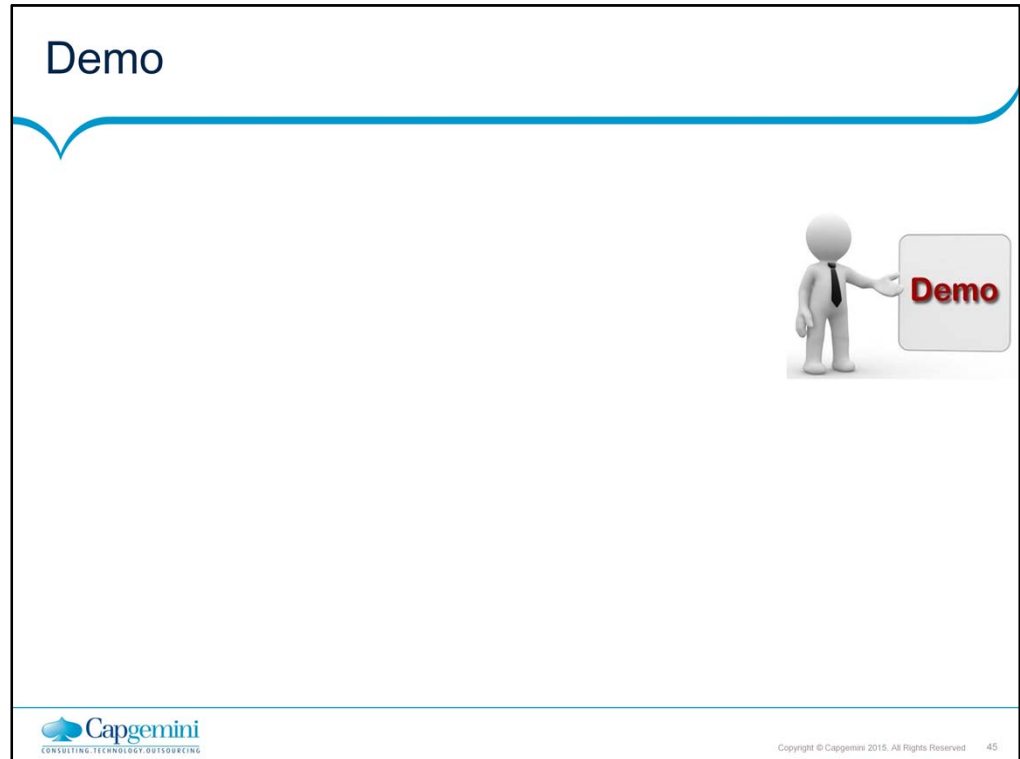 Demo
Demo
Capgemini
CONSULTING.TECHNOLOGY.OUTSOURCING
Copyright © Capgemini 2015. All Rights Reserved 45